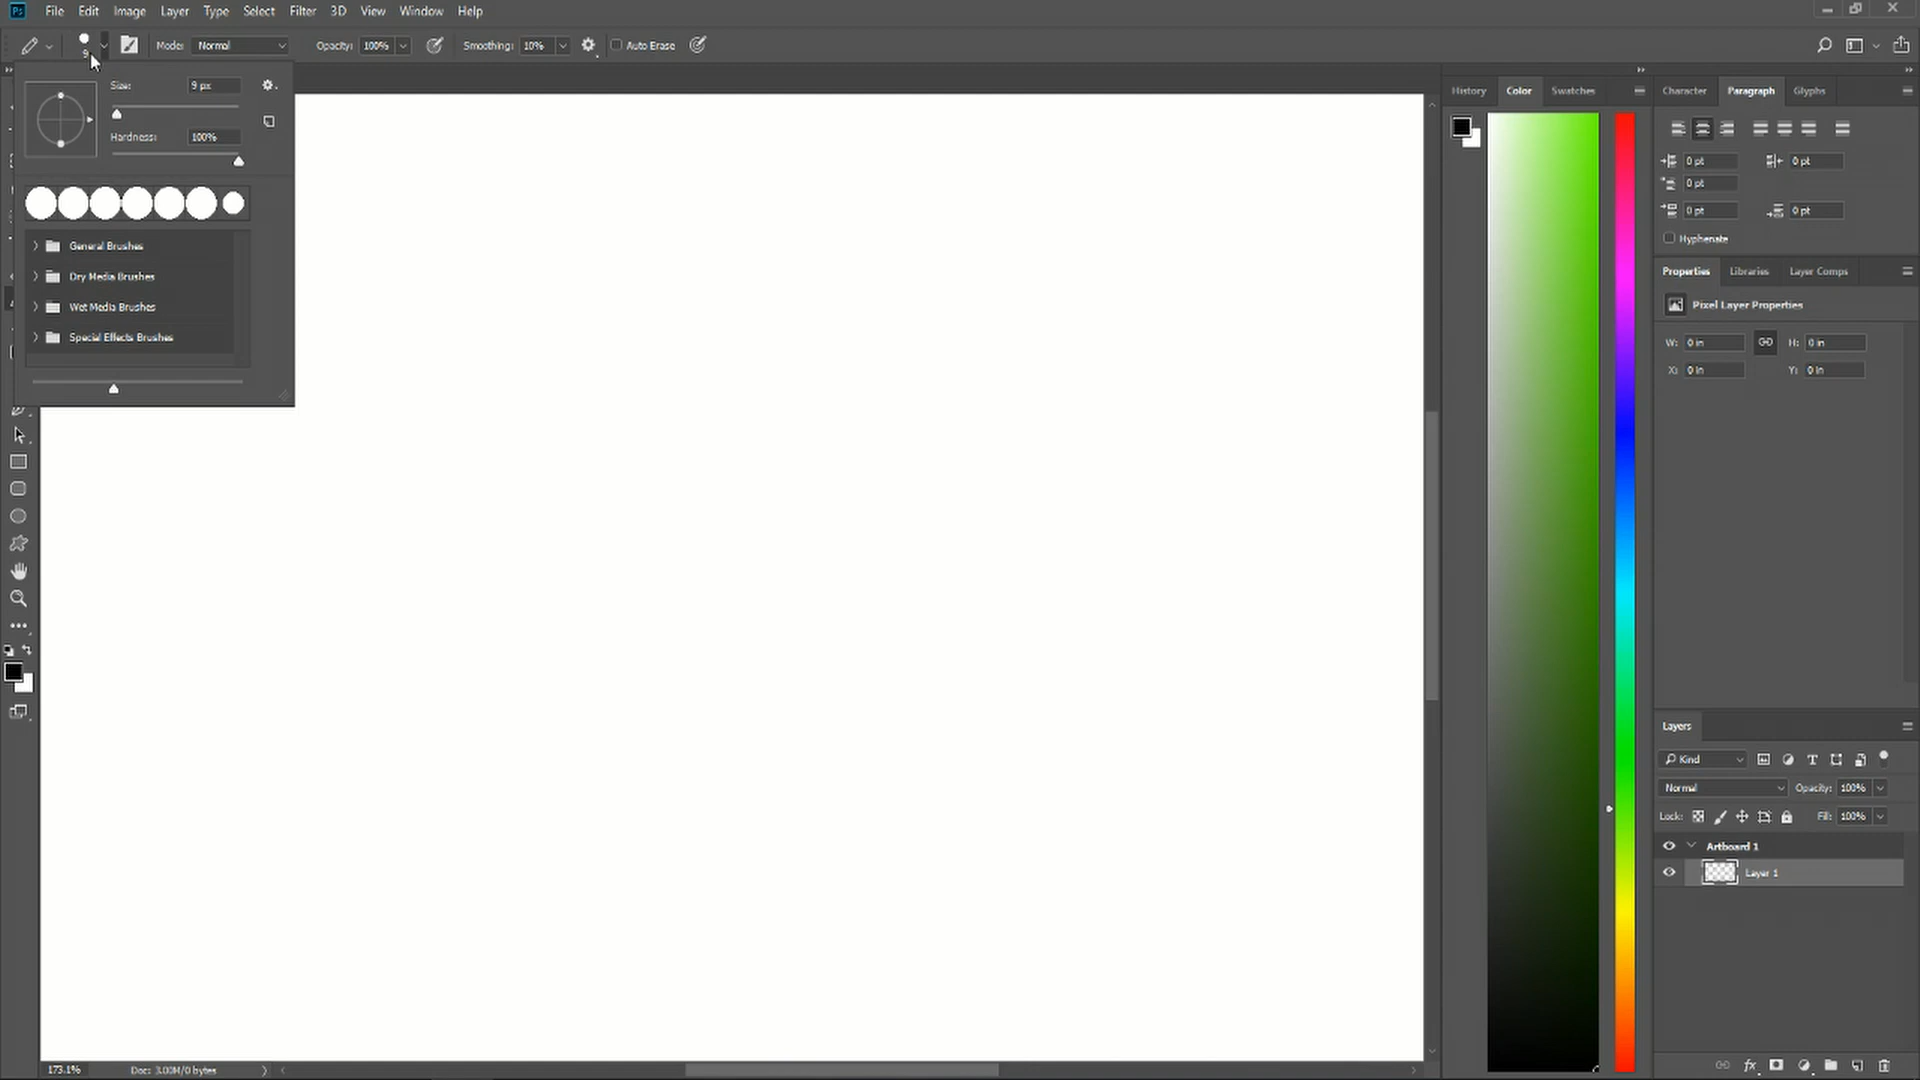 Ps File Edit Image Layer Type Select Filter 3D View Window Help
9 Mode: Normal Opacity: 100% Smoothing: 10% Auto Erase
Size: 9 px
Hardness: 100%
General Brushes
Dry Media Brushes
Wet Media Brushes
Special Effects Brushes
History Color Swatches
Character Paragraph Glyphs
0 pt 0 pt
0 pt
0 pt 0 pt
Hyphenate
Properties Libraries Layer Comps
Pixel Layer Properties
W: 0 in H: 0 in
X: 0 in Y: 0 in
Layers
Kind
Normal Opacity: 100%
Lock: Fill: 100%
Artboard 1
Layer 1
173.1% Doc: 3.00M/0 bytes